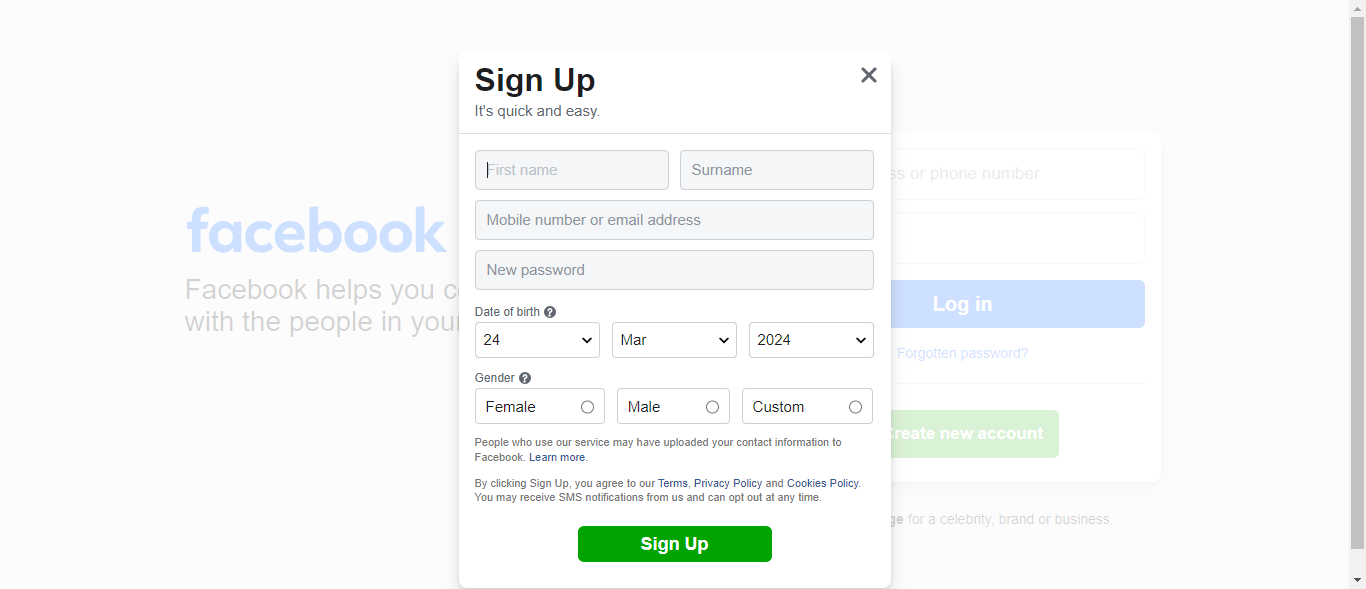 Sign Up
It's quick and easy.
First name
Surname
Mobile number or email address
New password
Date of birth
24
Mar
2024
Gender
Female
Male
Custom
People who use our service may have uploaded your contact information to
Facebook. Learn more.
By clicking Sign Up, you agree to our Terms, Privacy Policy and Cookies Policy.
You may receive SMS notifications from us and can opt out at any time.
Sign Up
facebook
Facebook helps you
with the people in your
or phone number
Log in
Forgotten password?
Create new account
for a celebrity, brand or business.